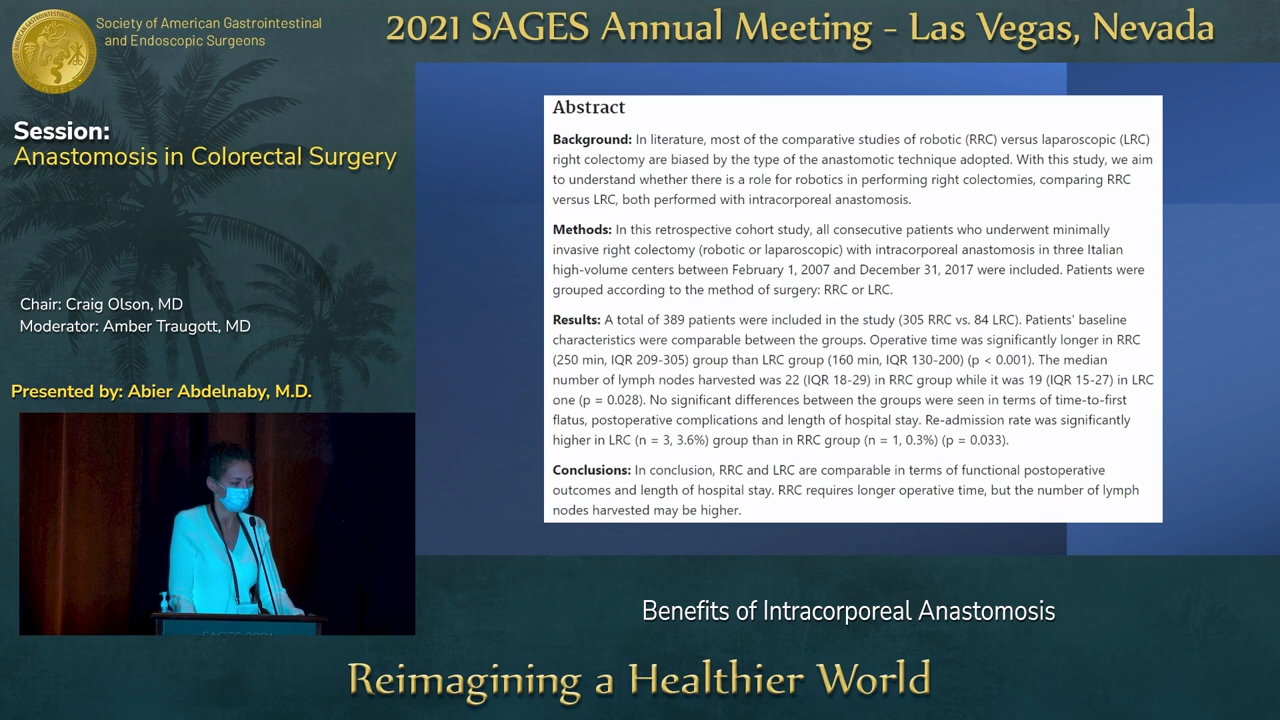 Society of American Gastrointestinal
and Endoscopic Surgeons
2021 SAGES Annual Meeting - Las Vegas, Nevada
Session:
Anastomosis in Colorectal Surgery
Chair: Craig Olson, MD
Moderator: Amber Traugott, MD
Presented by: Abier Abdelnaby, M.D.
SAGES 2021
Abstract
Background: In literature, most of the comparative studies of robotic (RRC) versus laparoscopic (LRC)
right colectomy are biased by the type of the anastomotic technique adopted. With this study, we aim
to understand whether there is a role for robotics in performing right colectomies, comparing RRC
versus LRC, both performed with intracorporeal anastomosis.
Methods: In this retrospective cohort study, all consecutive patients who underwent minimally
invasive right colectomy (robotic or laparoscopic) with intracorporeal anastomosis in three Italian
high-volume centers between February 1, 2007 and December 31, 2017 were included. Patients were
grouped according to the method of surgery: RRC or LRC.
Results: A total of 389 patients were included in the study (305 RRC vs. 84 LRC). Patients' baseline
characteristics were comparable between the groups. Operative time was significantly longer in RRC
(250 min, IQR 209-305) group than LRC group (160 min, IQR 130-200) (p < 0.001). The median
number of lymph nodes harvested was 22 (IQR 18-29) in RRC group while it was 19 (IQR 15-27) in LRC
one (p = 0.028). No significant differences between the groups were seen in terms of time-to-first
flatus, postoperative complications and length of hospital stay. Re-admission rate was significantly
higher in LRC (n = 3, 3.6%) group than in RRC group (n = 1, 0.3%) (p = 0.033).
Conclusions: In conclusion, RRC and LRC are comparable in terms of functional postoperative
outcomes and length of hospital stay. RRC requires longer operative time, but the number of lymph
nodes harvested may be higher.
Benefits of Intracorporeal Anastomosis
Reimagining a Healthier World